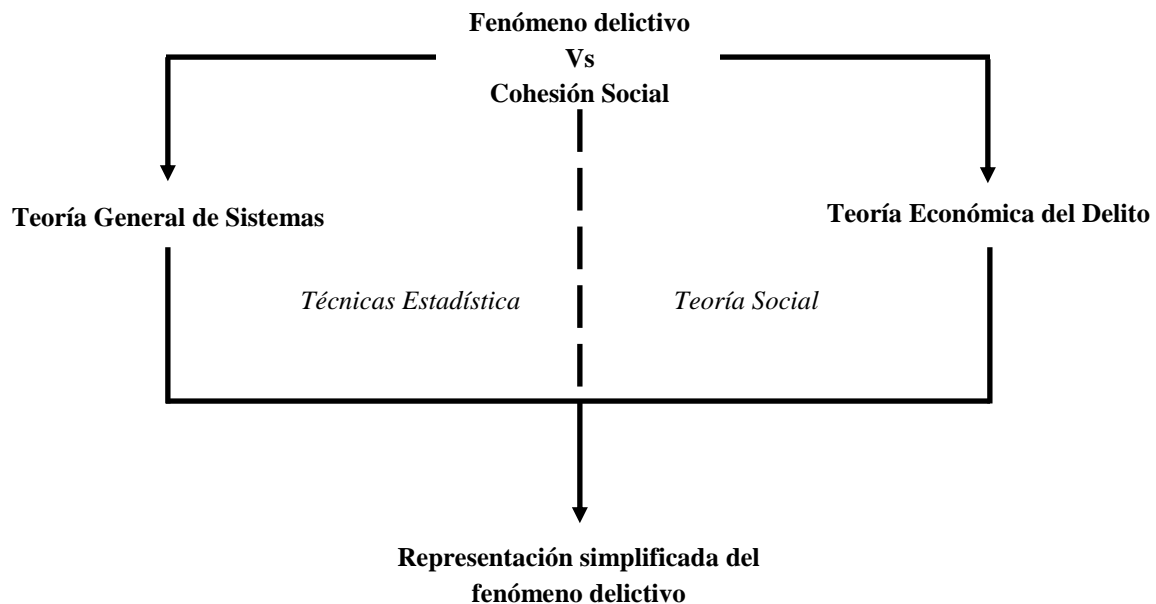 Fenómeno delictivo
Vs
Cohesión Social
Teoría General de Sistemas
Teoría Económica del Delito
Técnicas Estadística
Teoría Social
Representación simplificada del
fenómeno delictivo